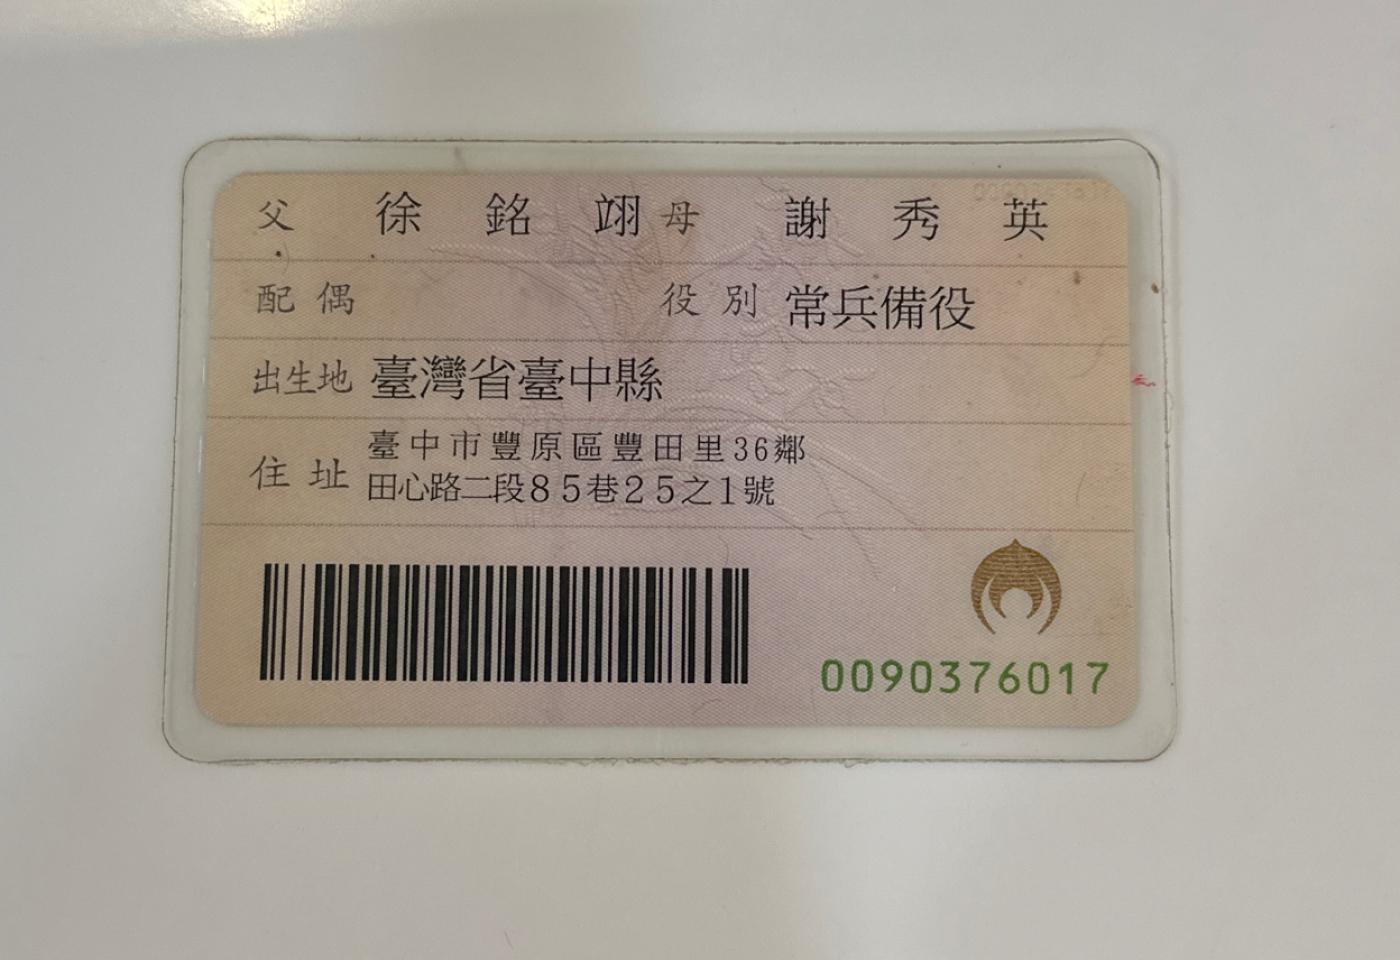 父 徐銘翊 母 謝秀英
配偶 役別 常兵備役
出生地 臺灣省臺中縣
住址 臺中市豐原區豐田里36鄰
田心路二段85巷25之1號
0090376017